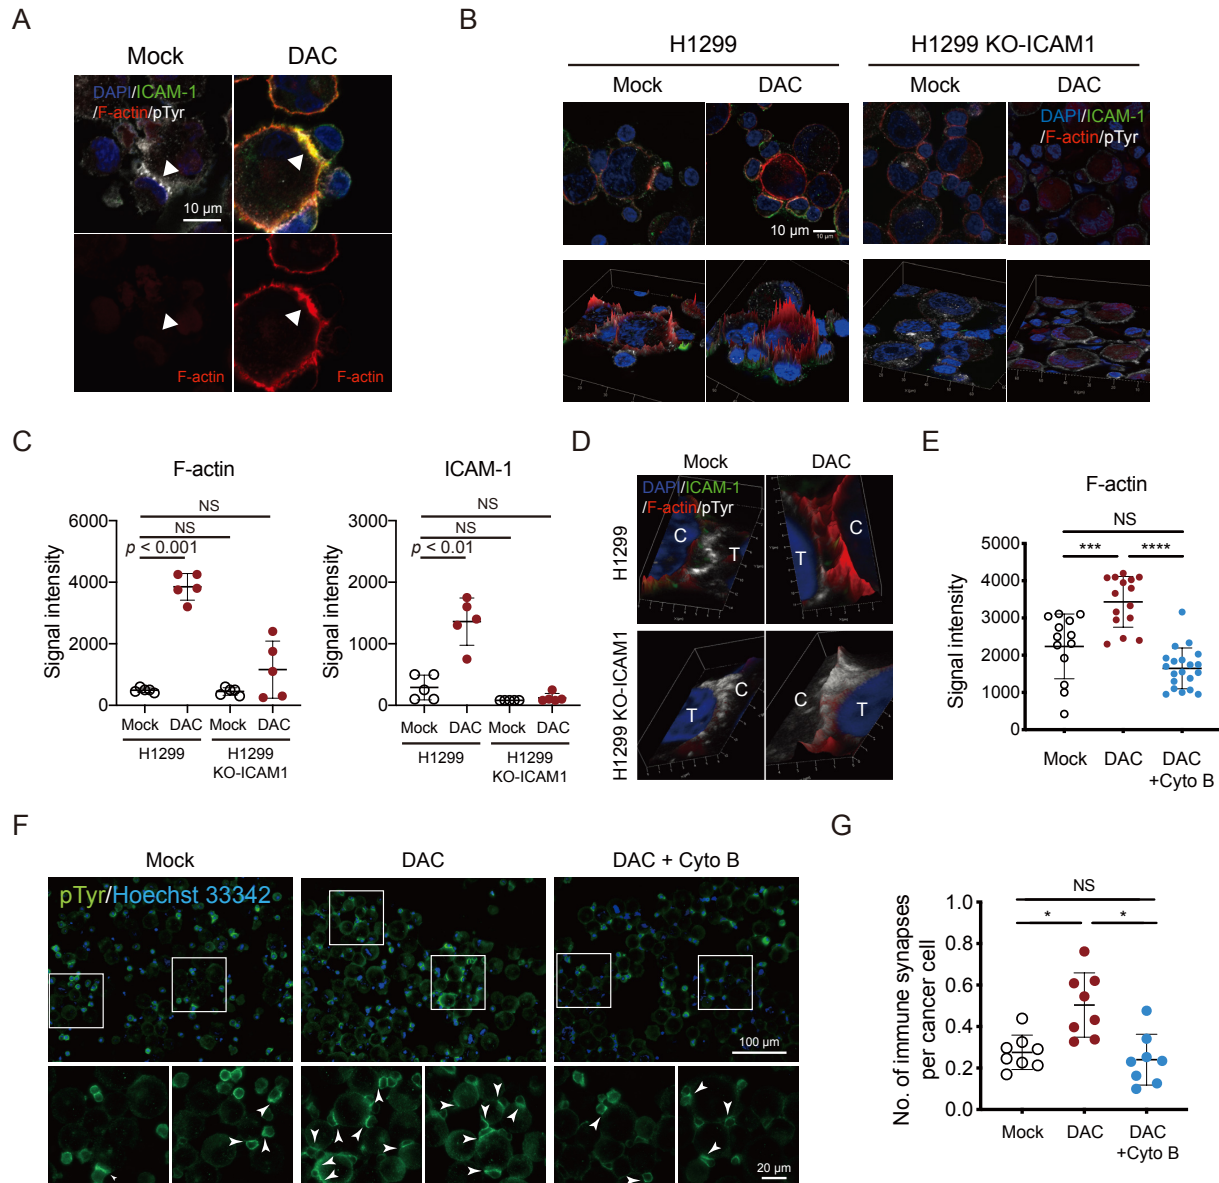 A
Mock
DAC
DAPI/ICAM-1
/F-actin/pTyr
10 µm
F-actin
F-actin
B
H1299
H1299 KO-ICAM1
Mock
DAC
Mock
DAC
DAPI/ICAM-1
/F-actin/pTyr
10 µm
10 µm
C
F-actin
ICAM-1
NS
NS
p < 0.001
6000
4000
2000
0
Signal intensity
Mock
DAC
Mock
DAC
H1299
H1299
KO-ICAM1
NS
NS
p < 0.01
3000
2000
1000
0
Signal intensity
Mock
DAC
Mock
DAC
H1299
H1299
KO-ICAM1
D
Mock
DAC
DAPI/ICAM-1
/F-actin/pTyr
H1299
C
T
T
C
H1299 KO-ICAM1
T
C
C
T
E
F-actin
NS
***
****
5000
4000
3000
2000
1000
0
Signal intensity
Mock
DAC
DAC
+Cyto B
F
Mock
DAC
DAC + Cyto B
pTyr/Hoechst 33342
100 µm
20 µm
G
NS
*
*
1.0
0.8
0.6
0.4
0.2
0.0
No. of immune synapses
per cancer cell
Mock
DAC
DAC
+Cyto B